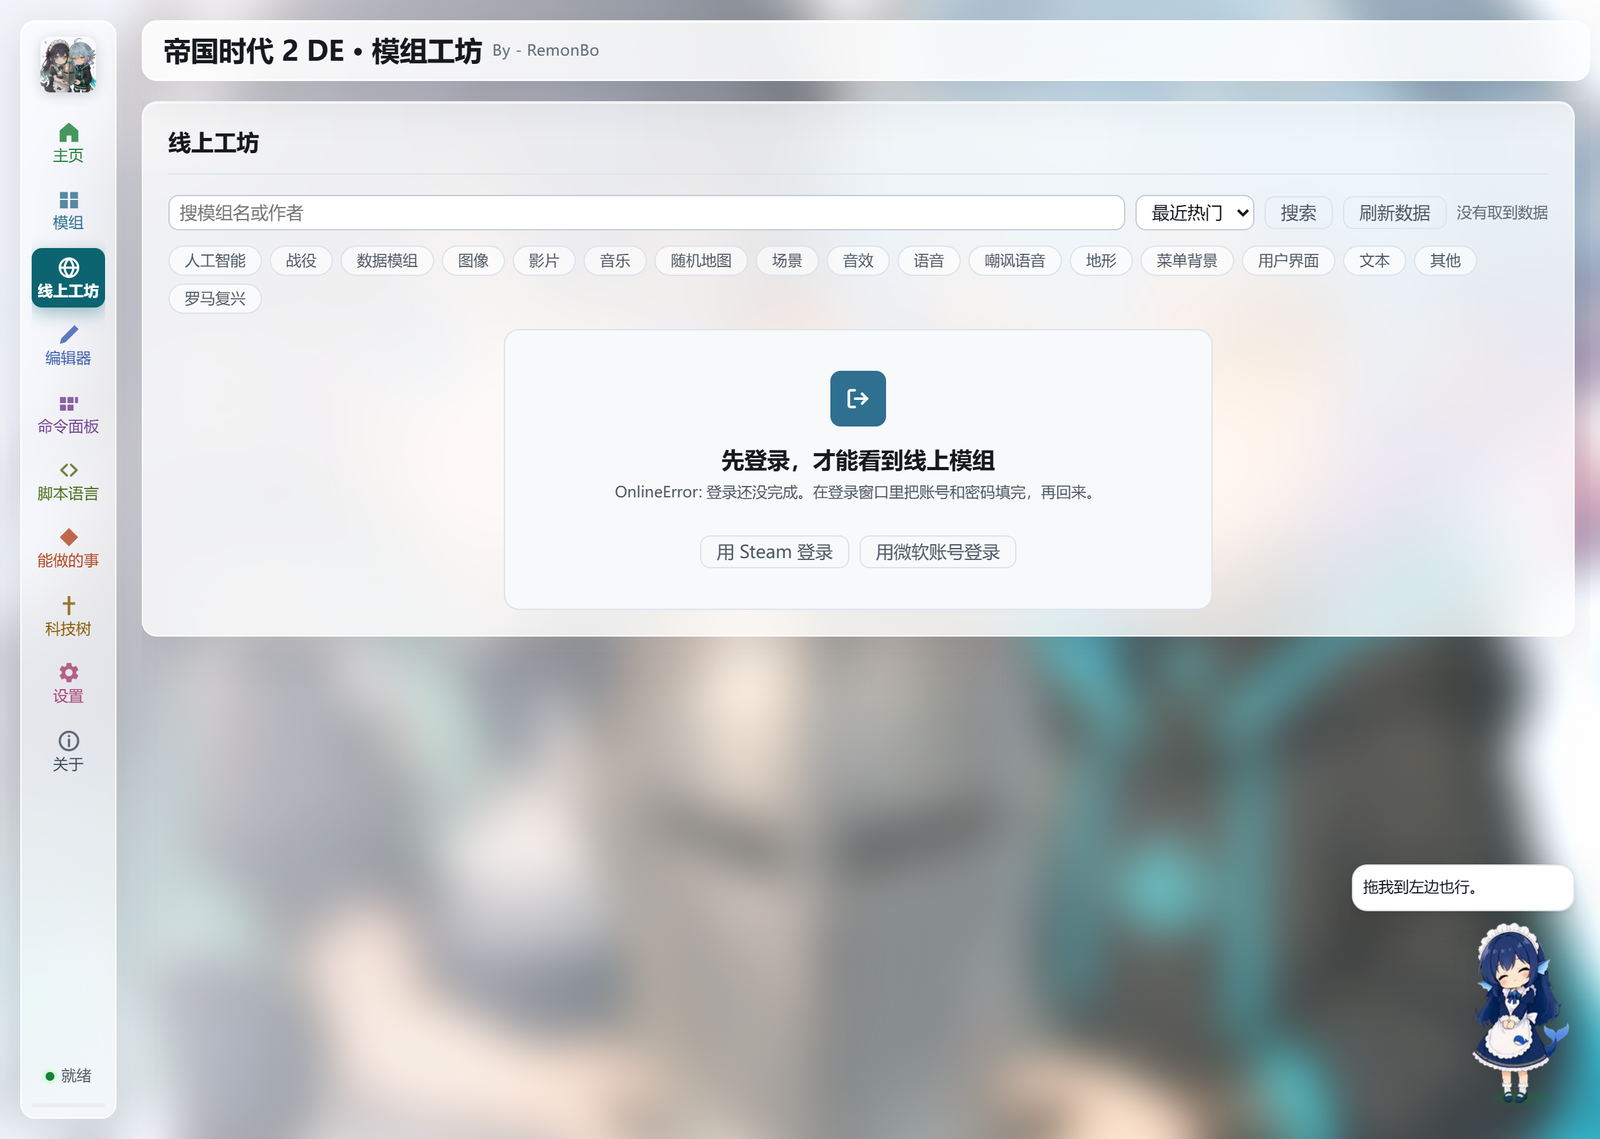 帝国时代 2 DE • 模组工坊 By - RemonBo
主页
模组
线上工坊
编辑器
命令面板
脚本语言
能做的事
科技树
设置
关于
就绪
线上工坊
搜模组名或作者 最近热门 搜索 刷新数据 没有取到数据
人工智能 战役 数据模组 图像 影片 音乐 随机地图 场景 音效 语音 嘲讽语音 地形 菜单背景 用户界面 文本 其他
罗马复兴
先登录，才能看到线上模组
OnlineError: 登录还没完成。在登录窗口里把账号和密码填完，再回来。
用 Steam 登录 用微软账号登录
拖我到左边也行。